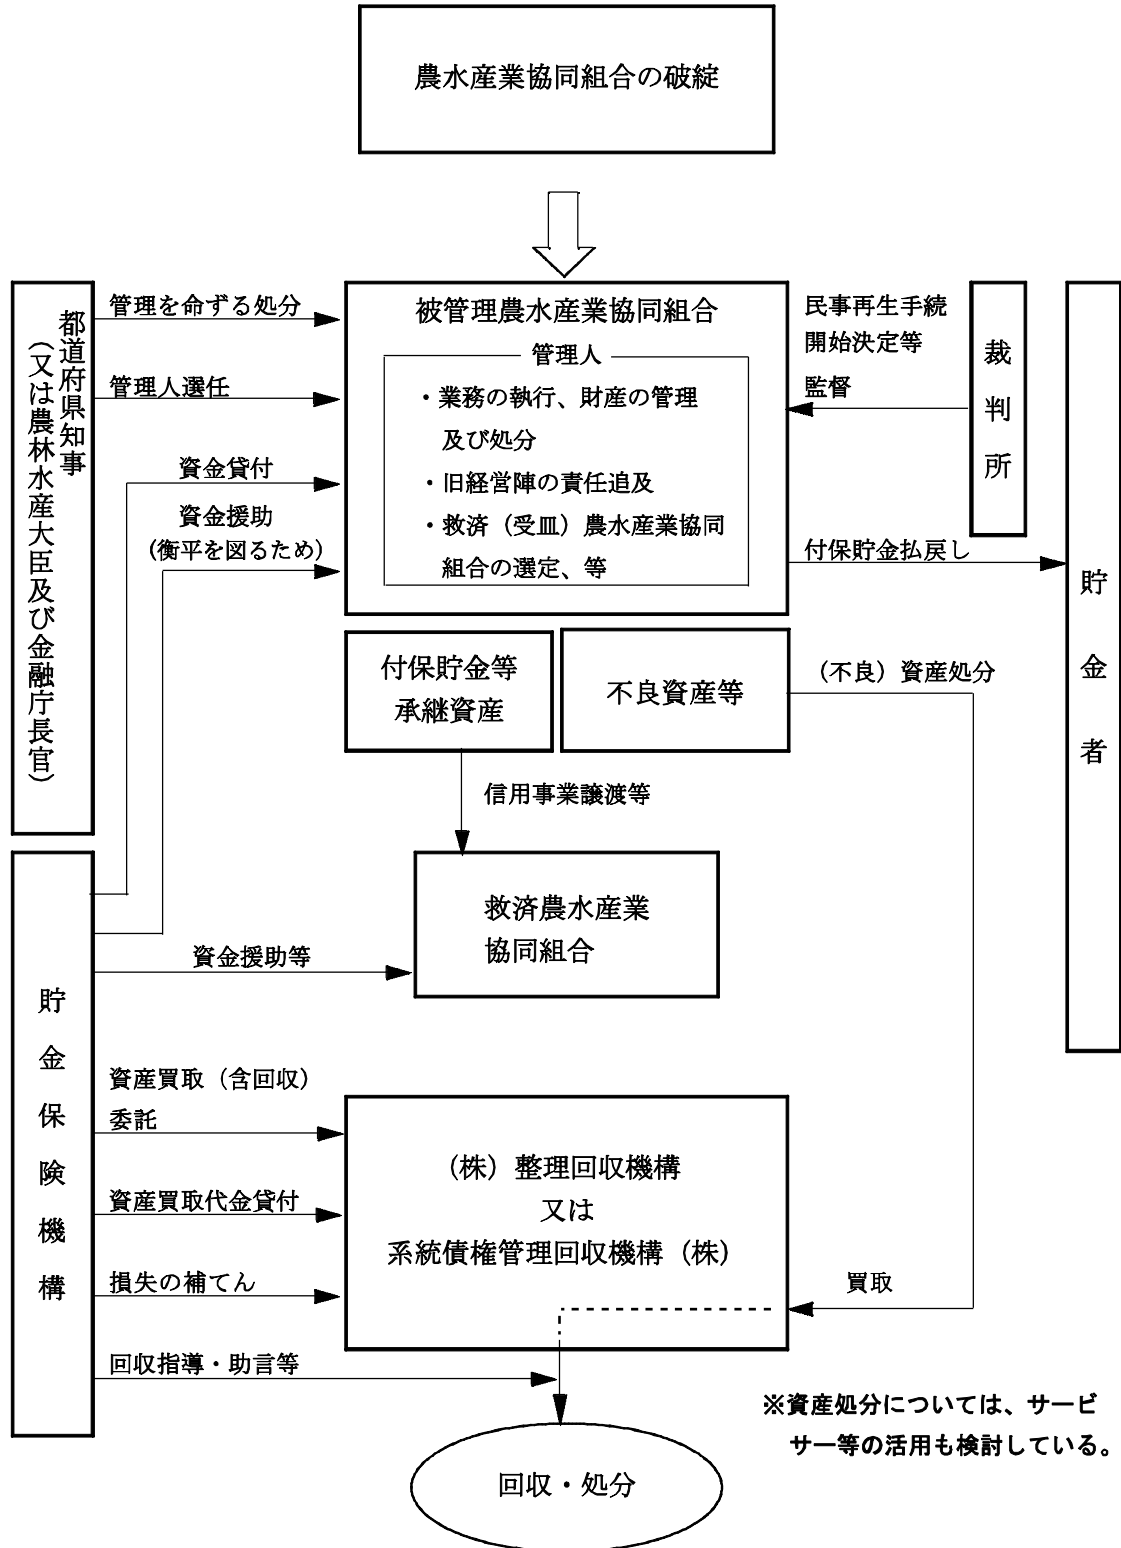 農水産業協同組合の破綻
都道府県知事
（又は農林水産大臣及び金融庁長官）
管理を命ずる処分
管理人選任
資金貸付
資金援助
（衡平を図るため）
被管理農水産業協同組合
管理人
・業務の執行、財産の管理
及び処分
・旧経営陣の責任追及
・救済（受皿）農水産業協同
組合の選定、等
民事再生手続
開始決定等
監督
裁判所
付保貯金払戻し
貯金者
付保貯金等
承継資産
不良資産等
（不良）資産処分
信用事業譲渡等
救済農水産業
協同組合
資金援助等
貯金保険機構
資産買取（含回収）
委託
資産買取代金貸付
損失の補てん
回収指導・助言等
（株）整理回収機構
又は
系統債権管理回収機構（株）
買取
※資産処分については、サービ
サー等の活用も検討している。
回収・処分